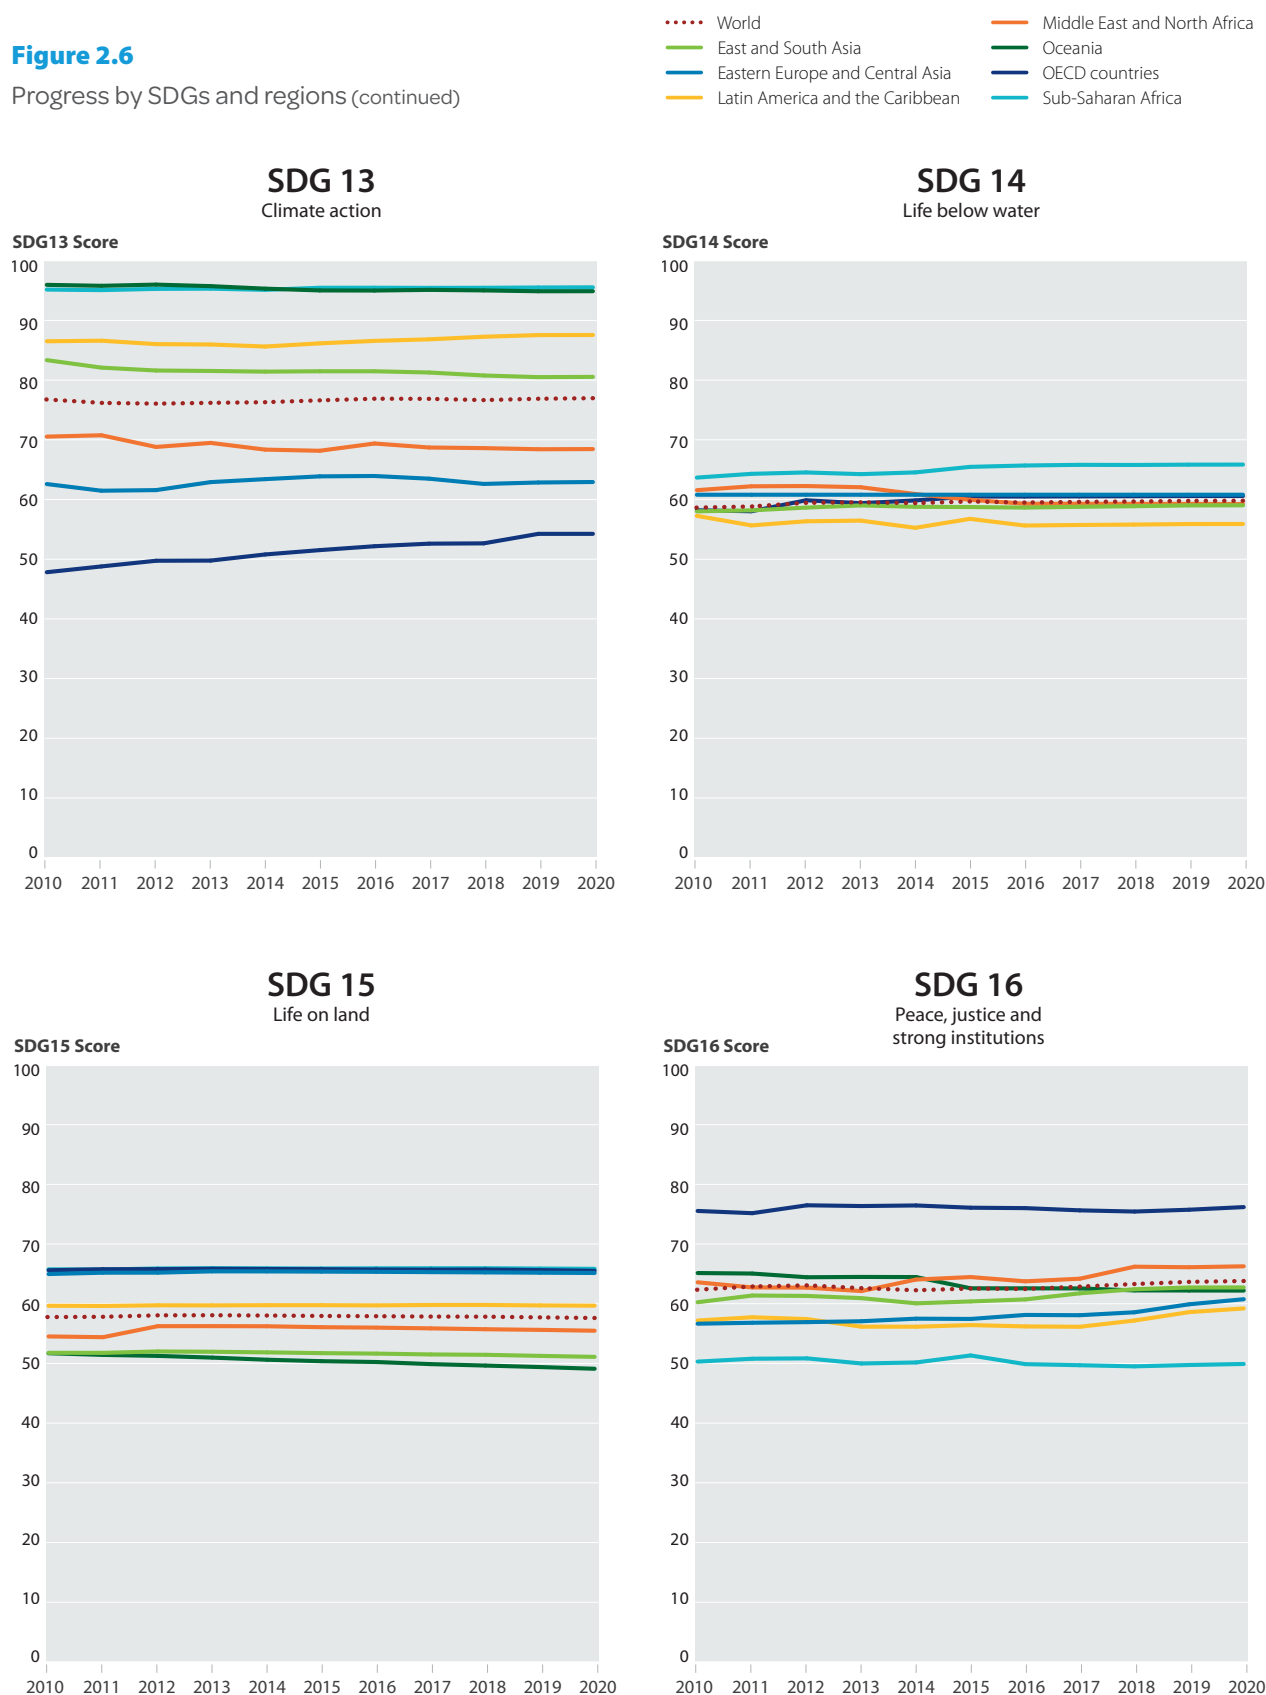 Figure 2.6
Progress by SDGs and regions (continued)
World
East and South Asia
Eastern Europe and Central Asia
Latin America and the Caribbean
Middle East and North Africa
Oceania
OECD countries
Sub-Saharan Africa
SDG 13
Climate action
SDG13 Score
100
90
80
70
60
50
40
30
20
10
0
2010 2011 2012 2013 2014 2015 2016 2017 2018 2019 2020
SDG 14
Life below water
SDG14 Score
100
90
80
70
60
50
40
30
20
10
0
2010 2011 2012 2013 2014 2015 2016 2017 2018 2019 2020
SDG 15
Life on land
SDG15 Score
100
90
80
70
60
50
40
30
20
10
0
2010 2011 2012 2013 2014 2015 2016 2017 2018 2019 2020
SDG 16
Peace, justice and
strong institutions
SDG16 Score
100
90
80
70
60
50
40
30
20
10
0
2010 2011 2012 2013 2014 2015 2016 2017 2018 2019 2020